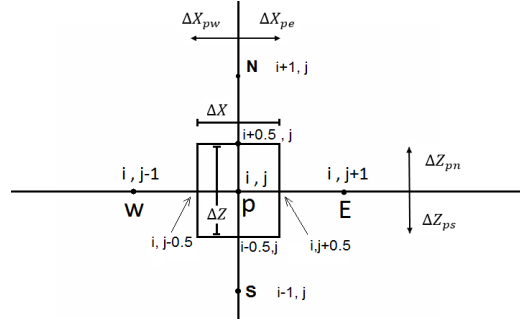 ΔX_pw ΔX_pe
N i+1, j
ΔX
i+0.5 , j
i , j-1 i , j i , j+1
ΔZ_pn
W P E
ΔZ
ΔZ_ps
i, j-0.5 i-0.5,j i,j+0.5
S i-1, j